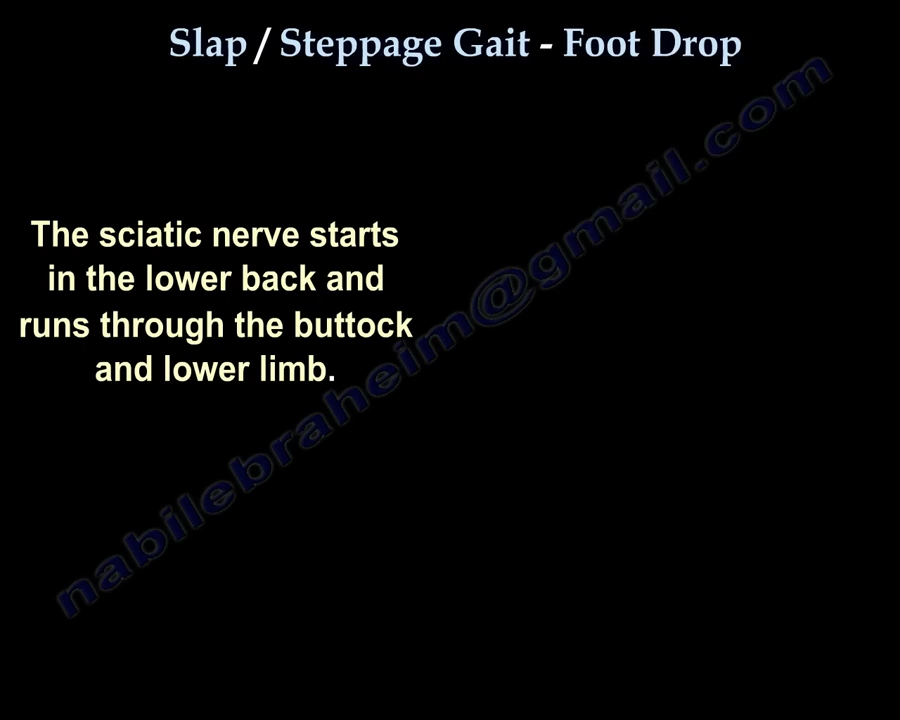 Slap / Steppage Gait - Foot Drop
The sciatic nerve starts
in the lower back and
runs through the buttock
and lower limb.
nabilebraheim@gmail.com